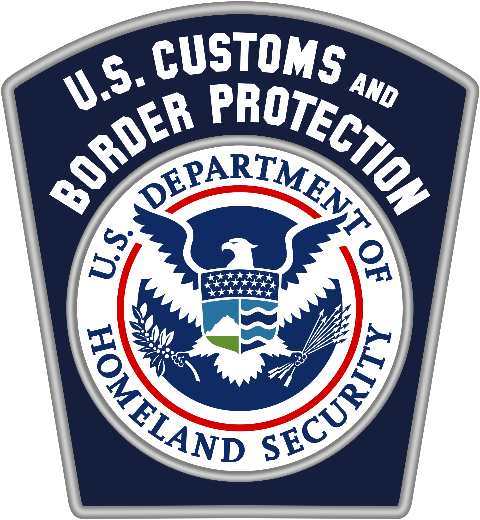 U.S. CUSTOMS AND
BORDER PROTECTION
U.S. DEPARTMENT OF
HOMELAND SECURITY